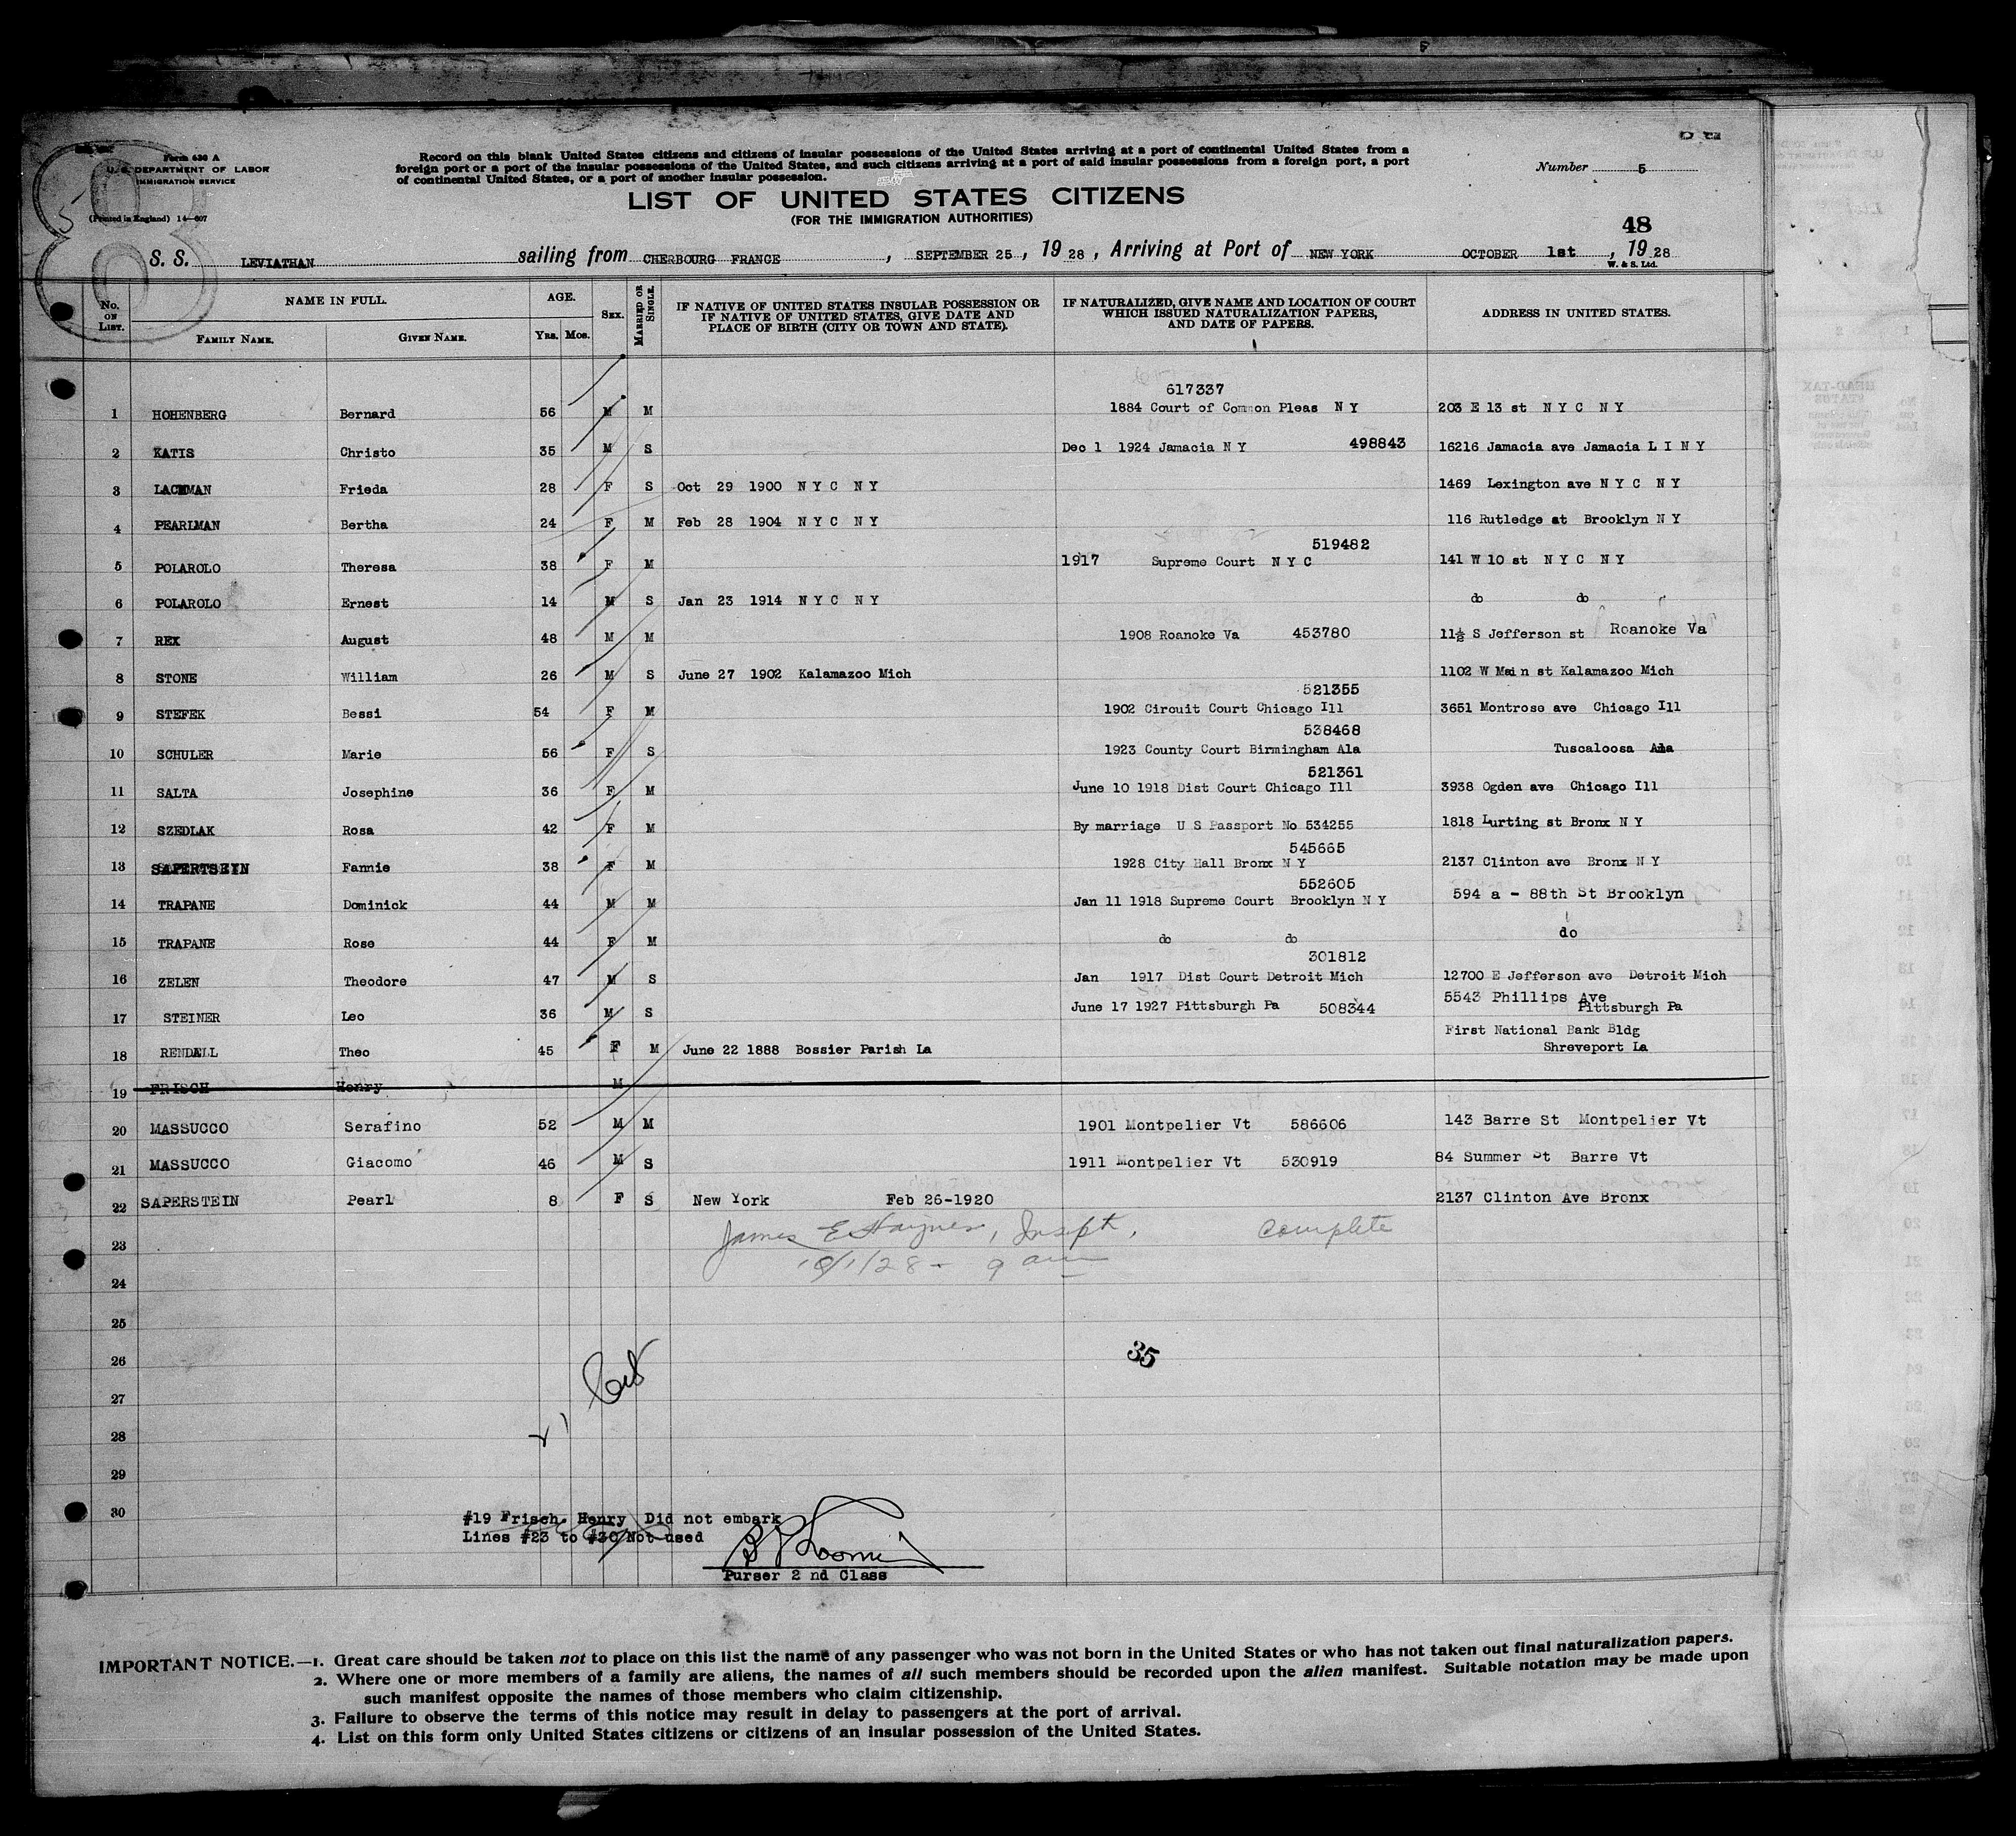 Form 630 A
U. S. DEPARTMENT OF LABOR
IMMIGRATION SERVICE
(Printed in England) 14—607
Record on this blank United States citizens and citizens of insular possessions of the United States arriving at a port of continental United States from a
foreign port or a port of the insular possessions of the United States, and such citizens arriving at a port of said insular possessions from a foreign port, a port
of continental United States, or a port of another insular possession.
Number 5
LIST OF UNITED STATES CITIZENS
(FOR THE IMMIGRATION AUTHORITIES)
48
S. S. LEVIATHAN sailing from CHERBOURG FRANCE, SEPTEMBER 25, 19 28, Arriving at Port of NEW YORK OCTOBER 1st, 19 28
W. & S. Ltd.
No. ON LIST. NAME IN FULL. AGE. SEX. MARRIED OR SINGLE. IF NATIVE OF UNITED STATES INSULAR POSSESSION OR IF NATIVE OF UNITED STATES, GIVE DATE AND PLACE OF BIRTH (CITY OR TOWN AND STATE). IF NATURALIZED, GIVE NAME AND LOCATION OF COURT WHICH ISSUED NATURALIZATION PAPERS, AND DATE OF PAPERS. ADDRESS IN UNITED STATES.
FAMILY NAME. GIVEN NAME. Yrs. Mos.
617337
1 HOHENBERG Bernard 56 M M 1884 Court of Common Pleas N Y 203 E 13 st N Y C N Y
2 KATIS Christo 35 M S Dec 1 1924 Jamacia N Y 498843 16216 Jamacia ave Jamacia L I N Y
3 LACHMAN Frieda 28 F S Oct 29 1900 N Y C N Y 1469 Lexington ave N Y C N Y
4 PEARLMAN Bertha 24 F M Feb 28 1904 N Y C N Y 116 Rutledge at Brooklyn N Y
519482
5 POLAROLO Theresa 38 F M 1917 Supreme Court N Y C 141 W 10 st N Y C N Y
6 POLAROLO Ernest 14 M S Jan 23 1914 N Y C N Y do do
7 REX August 48 M M 1908 Roanoke Va 453780 11½ S Jefferson st Roanoke Va
8 STONE William 26 M S June 27 1902 Kalamazoo Mich 1102 W Main st Kalamazoo Mich
521355
9 STEFEK Bessi 54 F M 1902 Circuit Court Chicago Ill 3651 Montrose ave Chicago Ill
538468
10 SCHULER Marie 56 F S 1923 County Court Birmingham Ala Tuscaloosa Ala
521361
11 SALTA Josephine 36 F M June 10 1918 Dist Court Chicago Ill 3938 Ogden ave Chicago Ill
12 SZEDLAK Rosa 42 F M By marriage U S Passport No 534255 1818 Lurting st Bronx N Y
545665
13 SAPERTSEYN Fannie 38 F M 1928 City Hall Bronx N Y 2137 Clinton ave Bronx N Y
552605
14 TRAPANE Dominick 44 M M Jan 11 1918 Supreme Court Brooklyn N Y 594 a - 88th St Brooklyn
15 TRAPANE Rose 44 F M do do do
301812
16 ZELEN Theodore 47 M S Jan 1917 Dist Court Detroit Mich 12700 E Jefferson ave Detroit Mich
5543 Phillips Ave
17 STEINER Leo 36 M S June 17 1927 Pittsburgh Pa 508344 Pittsburgh Pa
First National Bank Bldg
18 RENDALL Theo 45 F M June 22 1888 Bossier Parish La Shreveport La
19 FRISCH Henry M
20 MASSUCCO Serafino 52 M M 1901 Montpelier Vt 586606 143 Barre St Montpelier Vt
21 MASSUCCO Giacomo 46 M S 1911 Montpelier Vt 530919 84 Summer St Barre Vt
22 SAPERSTEIN Pearl 8 F S New York Feb 26-1920 2137 Clinton Ave Bronx
James E Haynes, Inspt, complete
23
10/1/28 - 9 am
24
25
35
26
27
28
29
30
#19 Frisch Henry Did not embark
Lines #23 to #30 Not used
Purser 2 nd Class
IMPORTANT NOTICE.—1. Great care should be taken not to place on this list the name of any passenger who was not born in the United States or who has not taken out final naturalization papers.
2. Where one or more members of a family are aliens, the names of all such members should be recorded upon the alien manifest. Suitable notation may be made upon
such manifest opposite the names of those members who claim citizenship.
3. Failure to observe the terms of this notice may result in delay to passengers at the port of arrival.
4. List on this form only United States citizens or citizens of an insular possession of the United States.